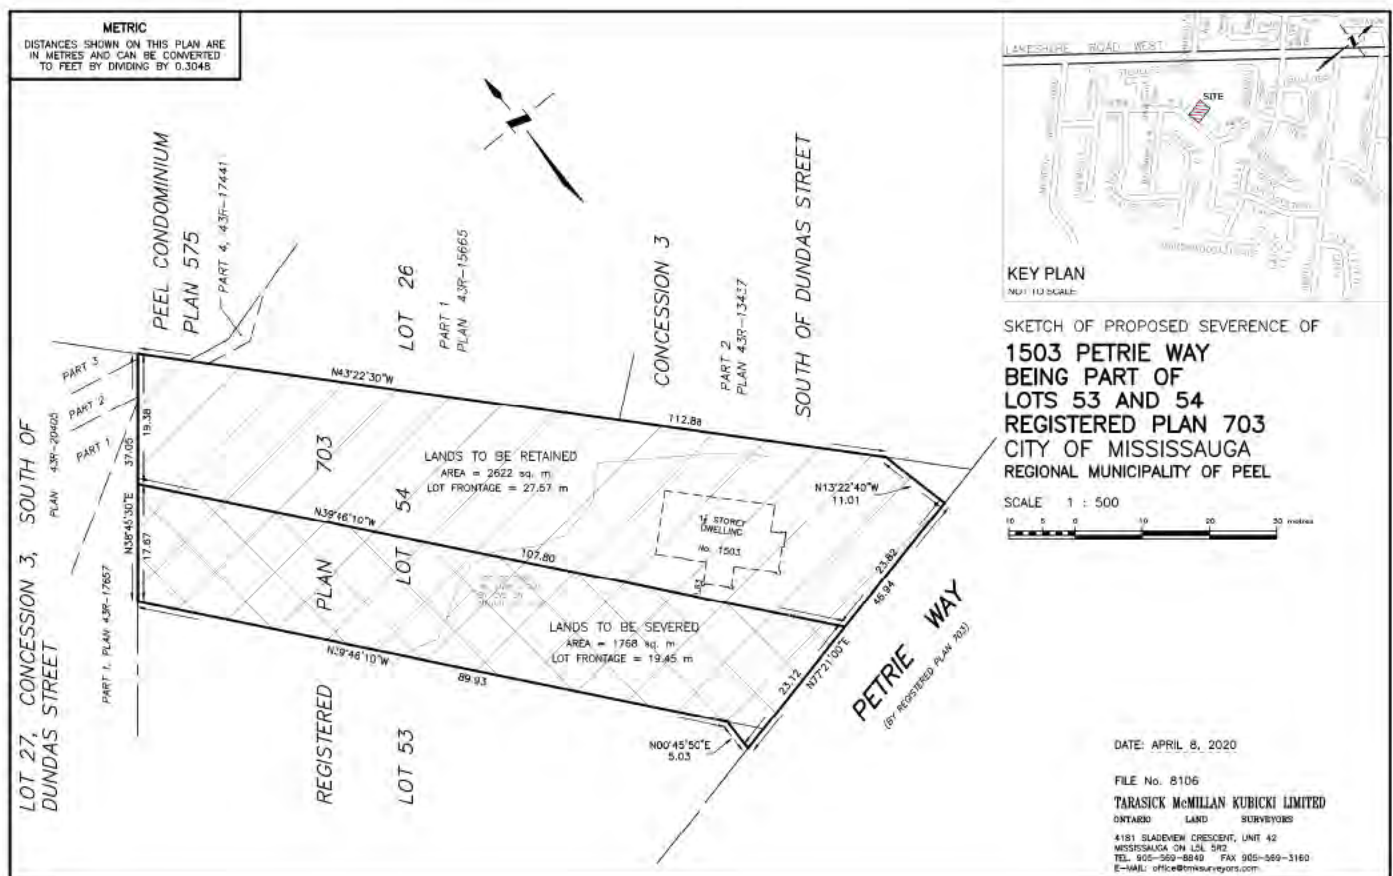 METRIC
DISTANCES SHOWN ON THIS PLAN ARE
IN METRES AND CAN BE CONVERTED
TO FEET BY DIVIDING BY 0.3048
LAKESHORE ROAD WEST
SITE
KEY PLAN
NOT TO SCALE
SKETCH OF PROPOSED SEVERENCE OF
1503 PETRIE WAY
BEING PART OF
LOTS 53 AND 54
REGISTERED PLAN 703
CITY OF MISSISSAUGA
REGIONAL MUNICIPALITY OF PEEL
SCALE 1 : 500
10 5 0 10 20 30 metres
PEEL CONDOMINIUM
PLAN 575
PART 4, 43R-17441
LOT 26
PART 1
PLAN 43R-15665
CONCESSION 3
PART 2
PLAN 43R-13437
SOUTH OF DUNDAS STREET
PART 3
PART 2
PART 1
PLAN 43R-20405
LOT 27, CONCESSION 3, SOUTH OF
DUNDAS STREET
PART 1, PLAN 43R-17657
N38°45'30"E
37.05
19.38
17.67
N43°22'30"W
112.88
N13°22'40"W
11.01
LANDS TO BE RETAINED
AREA = 2622 sq. m
LOT FRONTAGE = 27.57 m
1½ STOREY
DWELLING
No. 1503
N39°46'10"W
107.80
LANDS TO BE SEVERED
AREA = 1768 sq. m
LOT FRONTAGE = 19.45 m
N39°46'10"W
89.93
N00°45'50"E
5.03
23.82
46.94
23.12
N77°21'00"E
PETRIE WAY
(BY REGISTERED PLAN 703)
REGISTERED PLAN 703
LOT 54
LOT 53
DATE: APRIL 8, 2020
FILE No. 8106
TARASICK McMILLAN KUBICKI LIMITED
ONTARIO LAND SURVEYORS
4181 SLADEVIEW CRESCENT, UNIT 42
MISSISSAUGA ON L5L 5R2
TEL. 905-569-8849 FAX 905-569-3160
E-MAIL: office@tmksurveyors.com